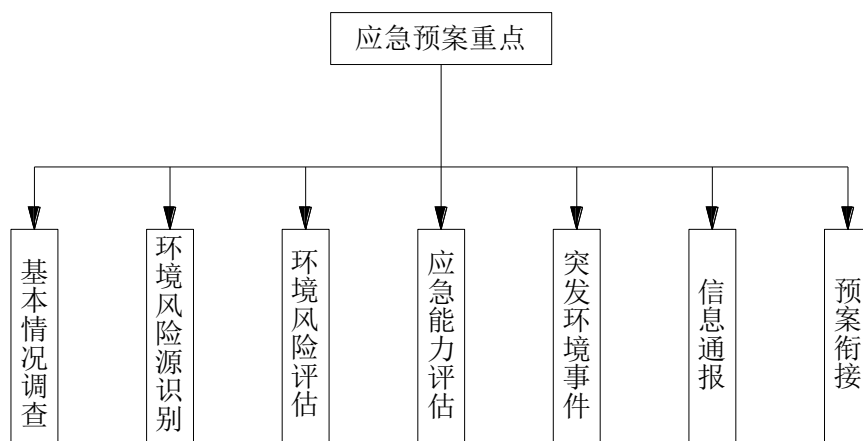 应急预案重点
基本情况调查
环境风险源识别
环境风险评估
应急能力评估
突发环境事件
信息通报
预案衔接